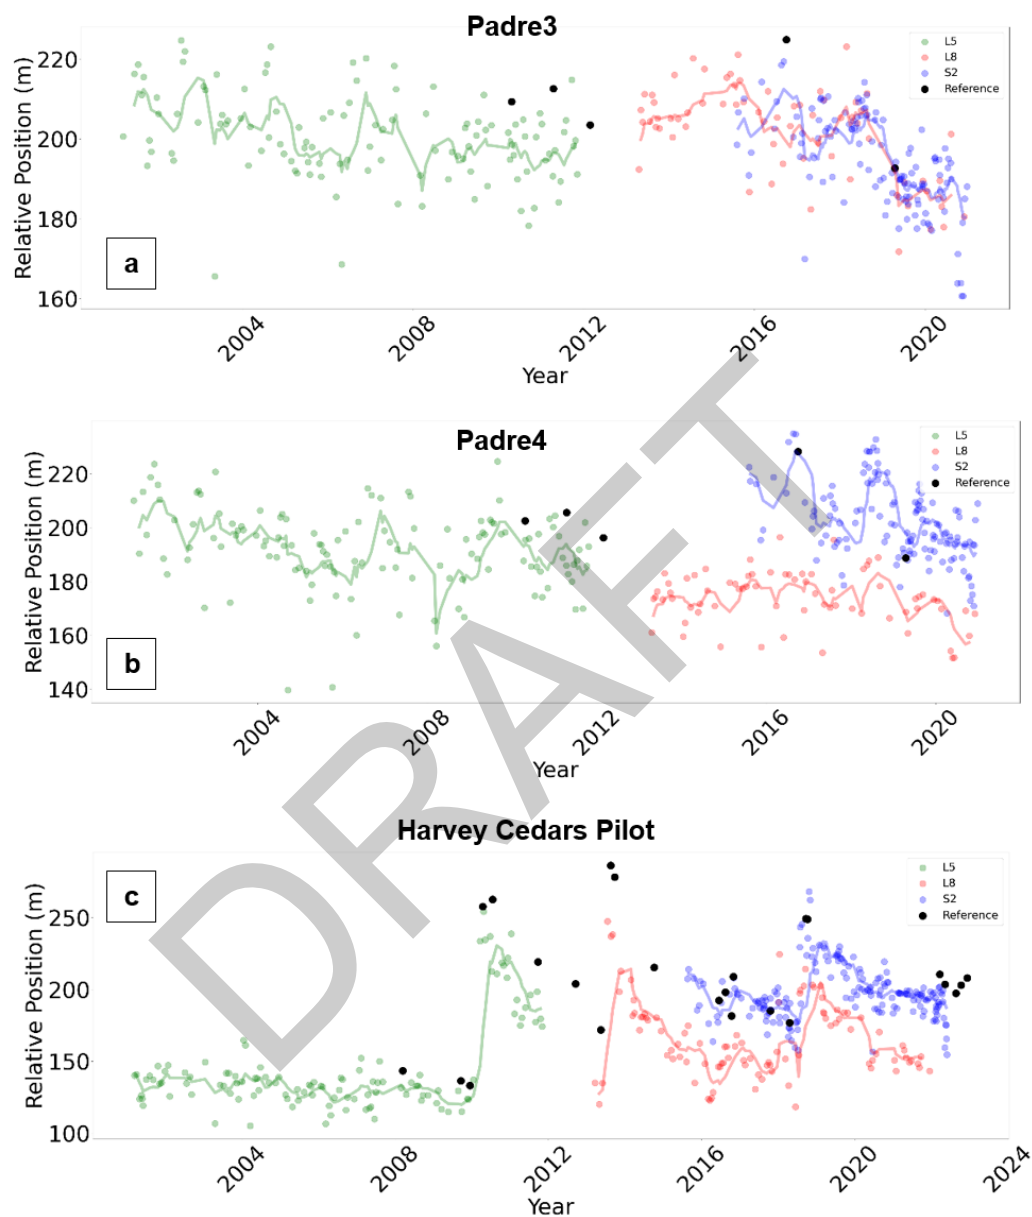 Padre3
Relative Position (m)
220
200
180
160
a
L5
L8
S2
Reference
2004
2008
2012
2016
2020
Year
Padre4
Relative Position (m)
220
200
180
160
140
b
L5
L8
S2
Reference
2004
2008
2012
2016
2020
Year
Harvey Cedars Pilot
Relative Position (m)
250
200
150
100
c
L5
L8
S2
Reference
2004
2008
2012
2016
2020
2024
Year
DRAFT